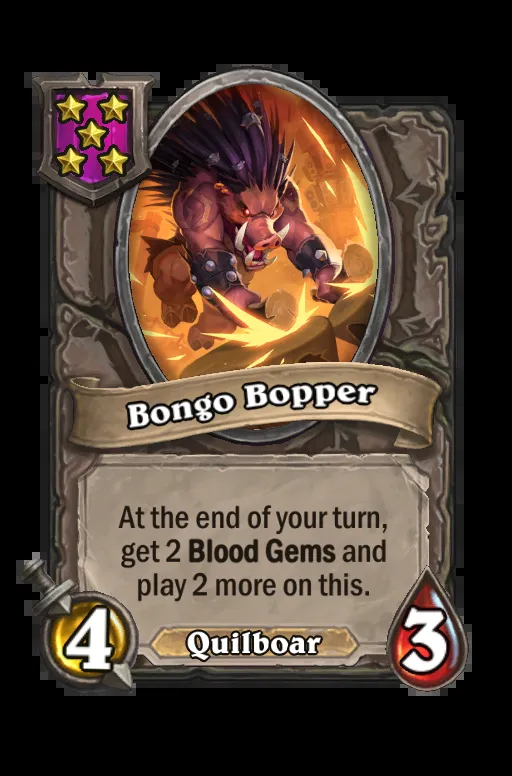 Bongo Bopper
At the end of your turn,
get 2 Blood Gems and
play 2 more on this.
4
Quilboar
3